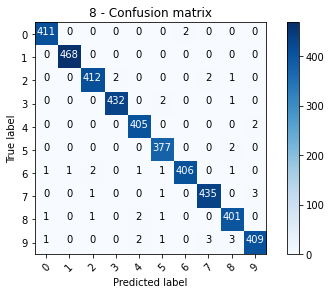 8 - Confusion matrix
0 411 0 0 0 0 0 2 0 0 0
1 0 468 0 0 0 0 0 0 0 0
2 0 0 412 2 0 0 0 2 1 0
3 0 0 0 432 0 2 0 0 1 0
4 0 0 0 0 405 0 0 0 0 2
5 0 0 0 0 0 377 0 0 2 0
6 1 1 2 0 1 1 406 0 1 0
7 0 0 1 0 0 1 0 435 0 3
8 1 0 1 0 2 1 0 0 401 0
9 1 0 0 0 2 1 0 3 3 409
0 1 2 3 4 5 6 7 8 9
True label
Predicted label
400
300
200
100
0